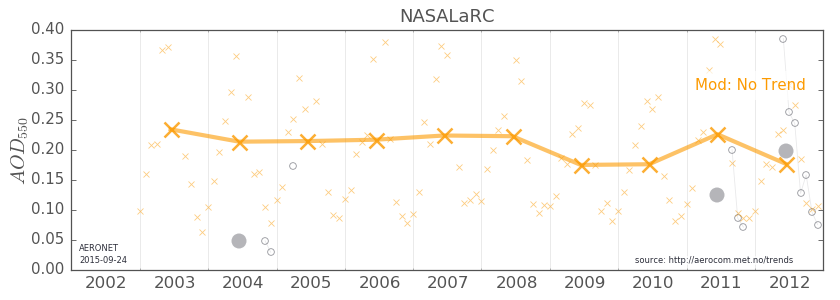 NASALaRC
0.40
0.35
0.30
0.25
0.20
0.15
0.10
0.05
0.00
AOD550
Mod: No Trend
AERONET
2015-09-24
source: http://aerocom.met.no/trends
2002 2003 2004 2005 2006 2007 2008 2009 2010 2011 2012